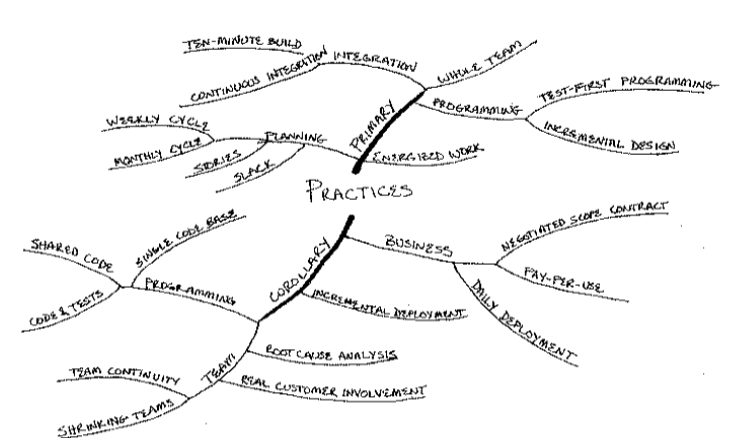 TEN-MINUTE BUILD
CONTINUOUS INTEGRATION
INTEGRATION
WHOLE TEAM
PROGRAMMING
TEST-FIRST PROGRAMMING
INCREMENTAL DESIGN
PRIMARY
WEEKLY CYCLE
MONTHLY CYCLE
PLANNING
STORIES
SLACK
ENERGIZED WORK
PRACTICES
COROLLARY
BUSINESS
NEGOTIATED SCOPE CONTRACT
PAY-PER-USE
DAILY DEPLOYMENT
INCREMENTAL DEPLOYMENT
SHARED CODE
SINGLE CODE BASE
PROGRAMMING
CODE & TESTS
TEAM
ROOT CAUSE ANALYSIS
REAL CUSTOMER INVOLVEMENT
TEAM CONTINUITY
SHRINKING TEAMS